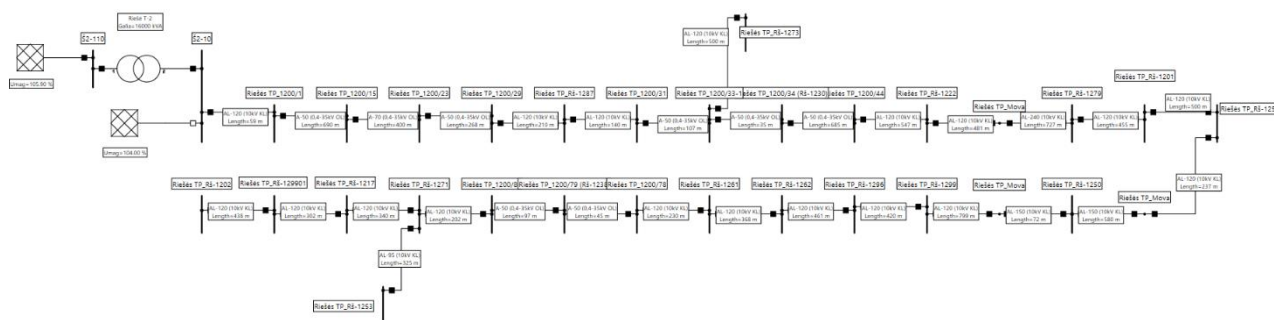 Riešė T-2
Galia=16000 kVA
Š2-110
Š2-10
Umag=105.80 %
Umag=104.00 %
AL-120 (10kV KL)
Length=500 m
Riešės TP_Rš-1273
Riešės TP_1200/1
Riešės TP_1200/15
Riešės TP_1200/23
Riešės TP_1200/29
Riešės TP_Rš-1287
Riešės TP_1200/31
Riešės TP_1200/33-1
Riešės TP_1200/34 (Rš-1230)
Riešės TP_1200/44
Riešės TP_Rš-1222
Riešės TP_Mova
Riešės TP_Rš-1279
Riešės TP_Rš-1201
AL-120 (10kV KL)
Length=500 m
Riešės TP_Rš-125
AL-120 (10kV KL)
Length=59 m
A-50 (0,4-35kV OL)
Length=690 m
A-70 (0,4-35kV OL)
Length=400 m
A-50 (0,4-35kV OL)
Length=268 m
AL-120 (10kV KL)
Length=210 m
AL-120 (10kV KL)
Length=140 m
A-50 (0,4-35kV OL)
Length=107 m
A-50 (0,4-35kV OL)
Length=35 m
A-50 (0,4-35kV OL)
Length=685 m
AL-120 (10kV KL)
Length=547 m
AL-120 (10kV KL)
Length=481 m
AL-240 (10kV KL)
Length=727 m
AL-120 (10kV KL)
Length=455 m
AL-120 (10kV KL)
Length=237 m
Riešės TP_Rš-1202
Riešės TP_Rš-129901
Riešės TP_Rš-1217
Riešės TP_Rš-1271
Riešės TP_1200/8
Riešės TP_1200/79 (Rš-1238
Riešės TP_1200/78
Riešės TP_Rš-1261
Riešės TP_Rš-1262
Riešės TP_Rš-1296
Riešės TP_Rš-1299
Riešės TP_Mova
Riešės TP_Rš-1250
Riešės TP_Mova
AL-120 (10kV KL)
Length=438 m
AL-120 (10kV KL)
Length=362 m
AL-120 (10kV KL)
Length=340 m
AL-120 (10kV KL)
Length=202 m
A-50 (0,4-35kV OL)
Length=97 m
A-50 (0,4-35kV OL)
Length=45 m
AL-120 (10kV KL)
Length=230 m
AL-120 (10kV KL)
Length=368 m
AL-120 (10kV KL)
Length=461 m
AL-120 (10kV KL)
Length=420 m
AL-120 (10kV KL)
Length=799 m
AL-150 (10kV KL)
Length=72 m
AL-150 (10kV KL)
Length=580 m
AL-95 (10kV KL)
Length=325 m
Riešės TP_Rš-1253